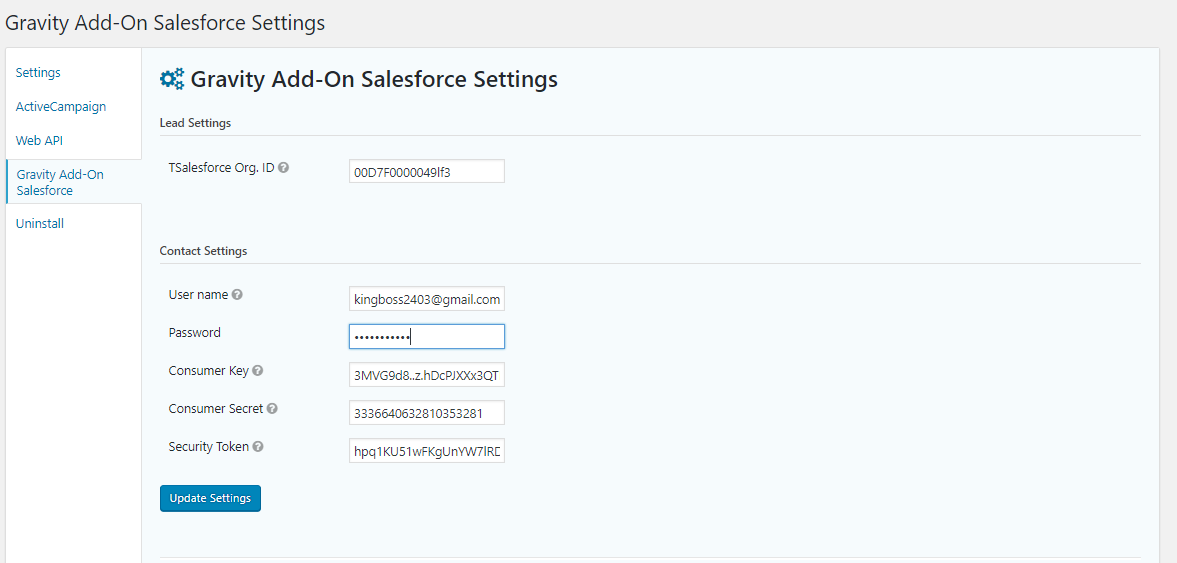 Gravity Add-On Salesforce Settings
Settings
ActiveCampaign
Web API
Gravity Add-On
Salesforce
Uninstall
Gravity Add-On Salesforce Settings
Lead Settings
TSalesforce Org. ID
00D7F0000049lf3
Contact Settings
User name
kingboss2403@gmail.com
Password
•••••••••••
Consumer Key
3MVG9d8..z.hDcPJXXx3QT
Consumer Secret
3336640632810353281
Security Token
hpq1KU51wFKgUnYW7lRD
Update Settings